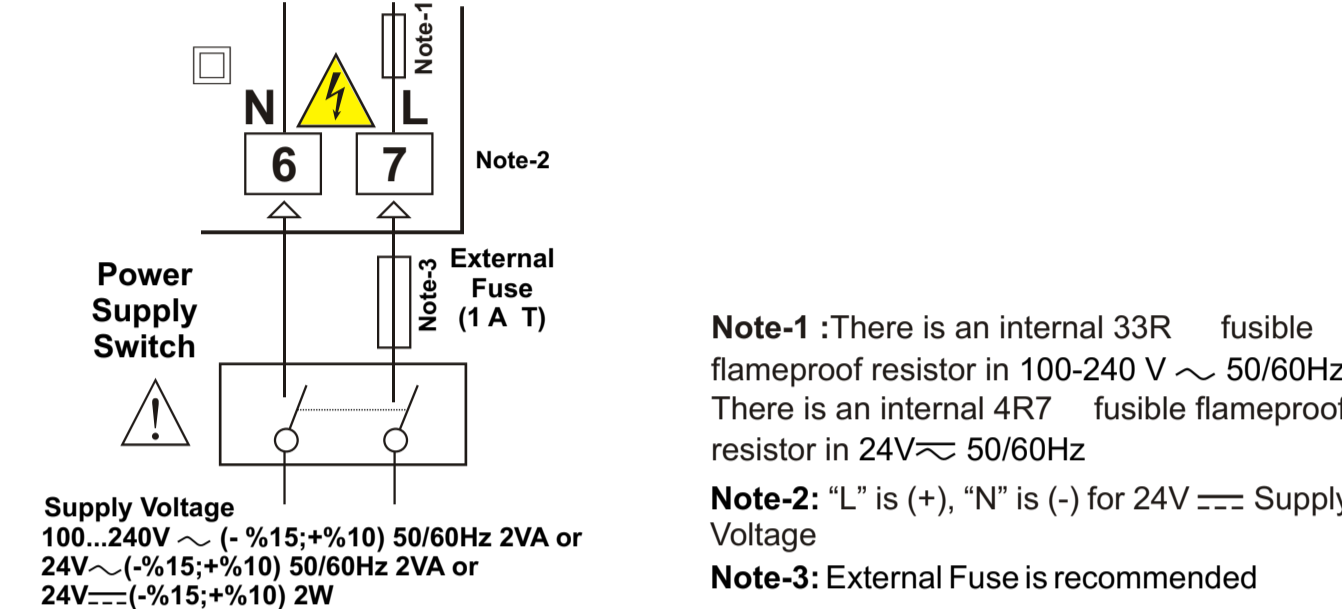 Note-1
N
L
6
7
Note-2
Power
Supply
Switch
Note-3
External
Fuse
(1 A T)
Supply Voltage
100...240V ~ (- %15;+%10) 50/60Hz 2VA or
24V~(-%15;+%10) 50/60Hz 2VA or
24V⎓(-%15;+%10) 2W
Note-1 :There is an internal 33R fusible
flameproof resistor in 100-240 V ~ 50/60Hz
There is an internal 4R7 fusible flameproof
resistor in 24V⏦ 50/60Hz
Note-2: “L” is (+), “N” is (-) for 24V ⎓ Supply
Voltage
Note-3: External Fuse is recommended